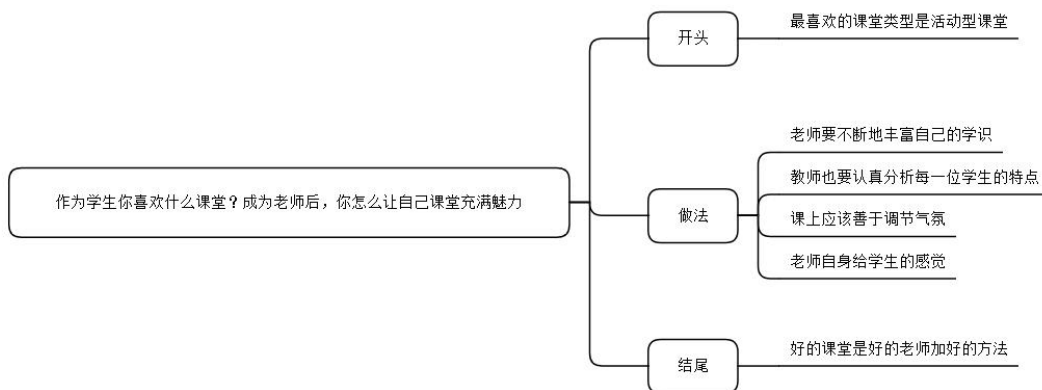 作为学生你喜欢什么课堂？成为老师后，你怎么让自己课堂充满魅力
开头
最喜欢的课堂类型是活动型课堂
做法
老师要不断地丰富自己的学识
教师也要认真分析每一位学生的特点
课上应该善于调节气氛
老师自身给学生的感觉
结尾
好的课堂是好的老师加好的方法